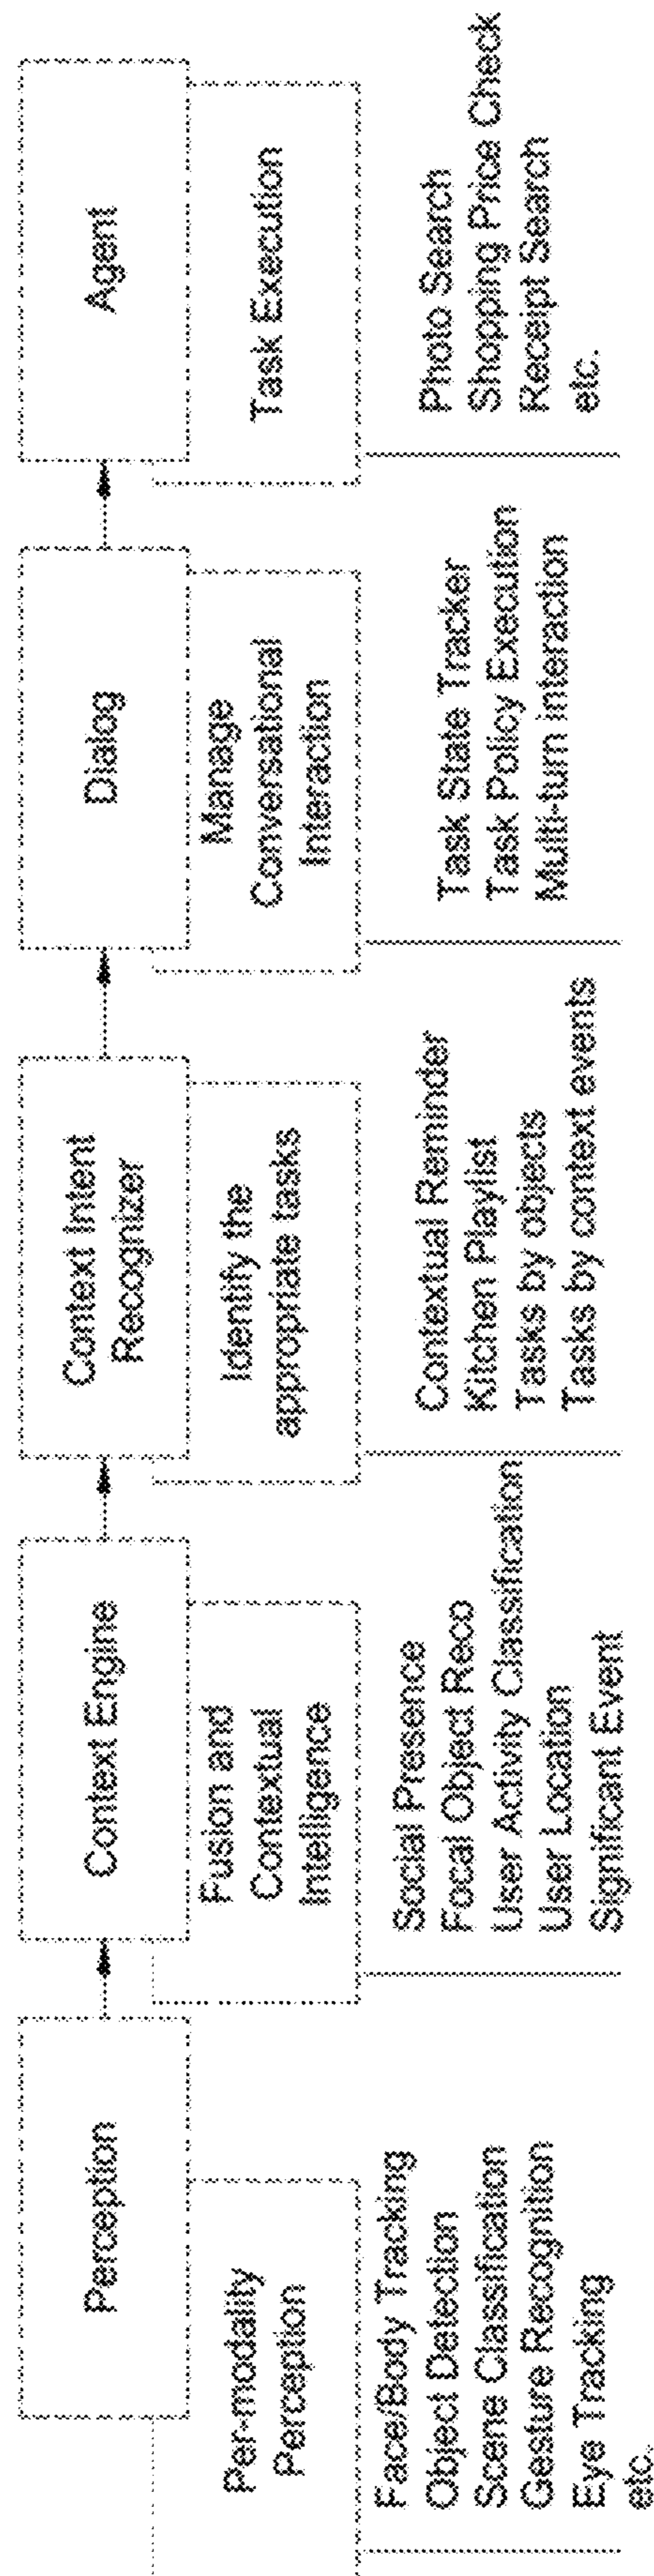 Perception
Per-modality
Perception
Face/Body Tracking
Object Detection
Scene Classification
Gesture Recognition
Eye Tracking
etc.
Context Engine
Fusion and
Contextual
Intelligence
Social Presence
Focal Object Reco
User Activity Classification
User Location
Significant Event
Context Intent
Recognizer
Identify the
appropriate tasks
Contextual Reminder
Kitchen Playlist
Tasks by objects
Tasks by context events
Dialog
Manage
Conversational
Interaction
Task State Tracker
Task Policy Execution
Multi-turn interaction
Agent
Task Execution
Photo Search
Shopping Price Check
Receipt Search
etc.